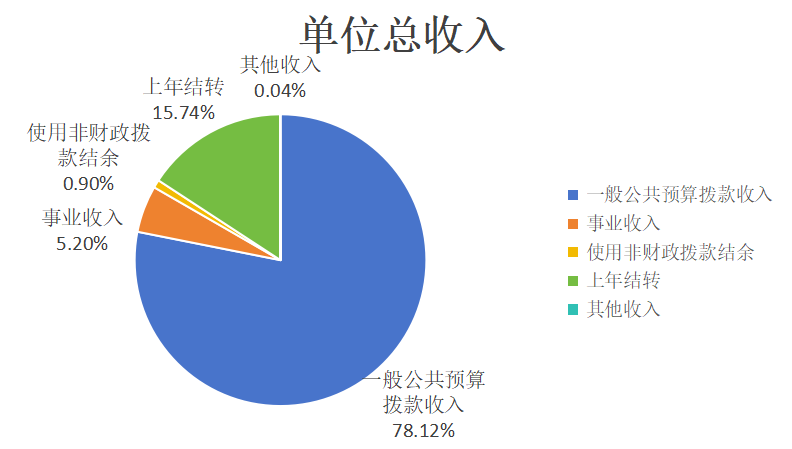 单位总收入
其他收入
0.04%
上年结转
15.74%
使用非财政拨
款结余
0.90%
事业收入
5.20%
一般公共预算
拨款收入
78.12%
一般公共预算拨款收入
事业收入
使用非财政拨款结余
上年结转
其他收入